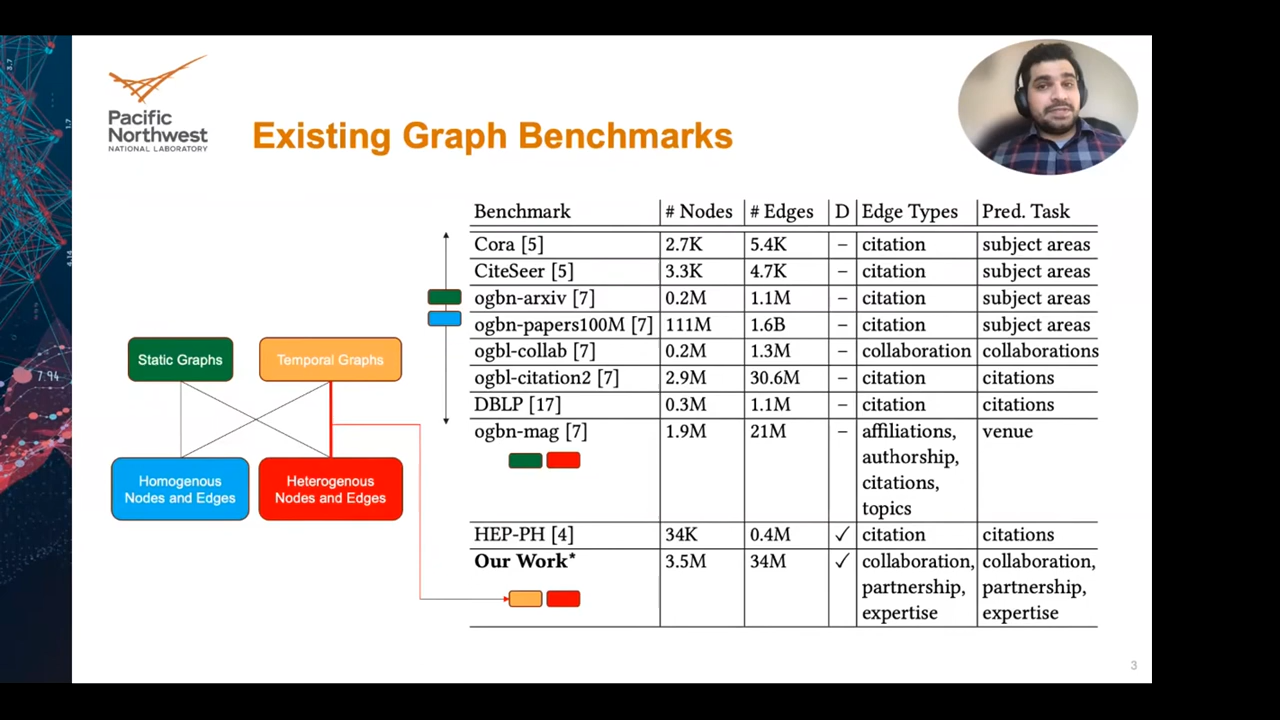 Pacific
Northwest
NATIONAL LABORATORY
Existing Graph Benchmarks
Static Graphs
Temporal Graphs
Homogenous
Nodes and Edges
Heterogenous
Nodes and Edges
Benchmark # Nodes # Edges D Edge Types Pred. Task
Cora [5] 2.7K 5.4K – citation subject areas
CiteSeer [5] 3.3K 4.7K – citation subject areas
ogbn-arxiv [7] 0.2M 1.1M – citation subject areas
ogbn-papers100M [7] 111M 1.6B – citation subject areas
ogbl-collab [7] 0.2M 1.3M – collaboration collaborations
ogbl-citation2 [7] 2.9M 30.6M – citation citations
DBLP [17] 0.3M 1.1M – citation citations
ogbn-mag [7] 1.9M 21M – affiliations, venue
authorship,
citations,
topics
HEP-PH [4] 34K 0.4M ✓ citation citations
Our Work* 3.5M 34M ✓ collaboration, collaboration,
partnership, partnership,
expertise expertise
3
7.94